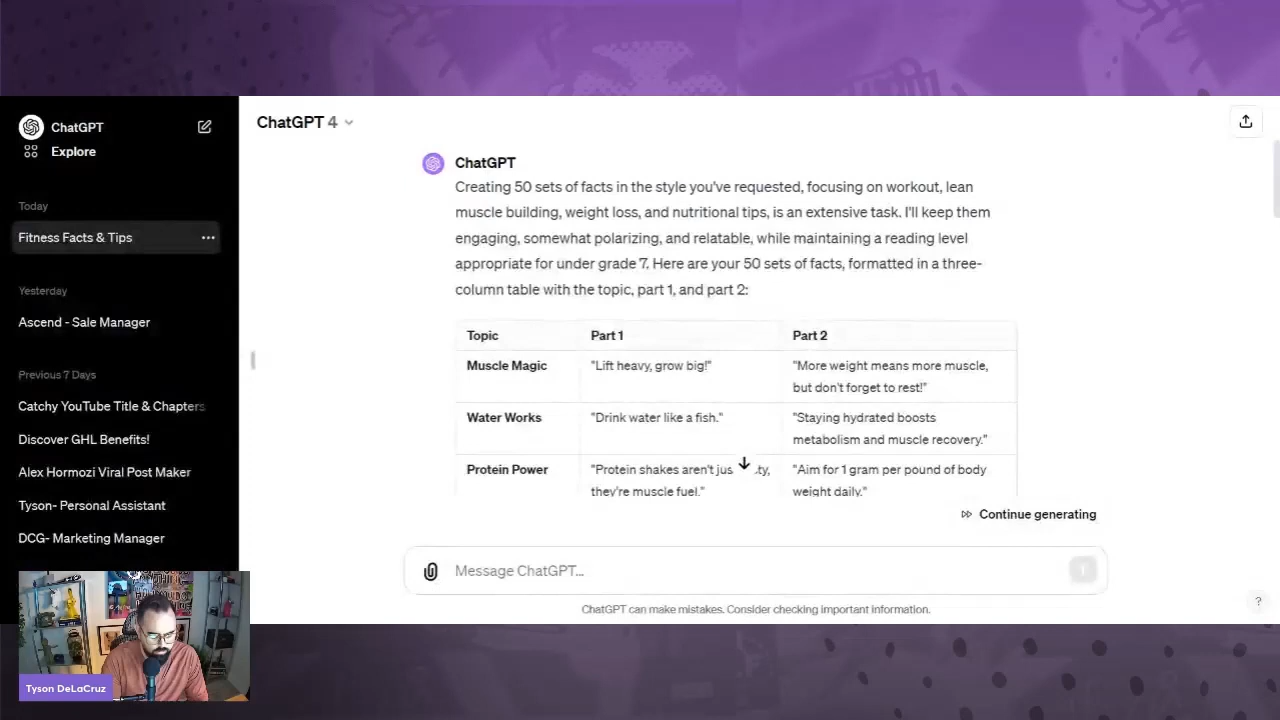 ChatGPT
Explore
Today
Fitness Facts & Tips
Yesterday
Ascend - Sale Manager
Previous 7 Days
Catchy YouTube Title & Chapters
Discover GHL Benefits!
Alex Hormozi Viral Post Maker
Tyson- Personal Assistant
DCG- Marketing Manager
Tyson DeLaCruz
ChatGPT 4
ChatGPT
Creating 50 sets of facts in the style you've requested, focusing on workout, lean
muscle building, weight loss, and nutritional tips, is an extensive task. I'll keep them
engaging, somewhat polarizing, and relatable, while maintaining a reading level
appropriate for under grade 7. Here are your 50 sets of facts, formatted in a three-
column table with the topic, part 1, and part 2:
Topic Part 1 Part 2
Muscle Magic "Lift heavy, grow big!" "More weight means more muscle,
but don't forget to rest!"
Water Works "Drink water like a fish." "Staying hydrated boosts
metabolism and muscle recovery."
Protein Power "Protein shakes aren't jus ty, "Aim for 1 gram per pound of body
they're muscle fuel." weight daily."
Continue generating
Message ChatGPT...
ChatGPT can make mistakes. Consider checking important information.
?